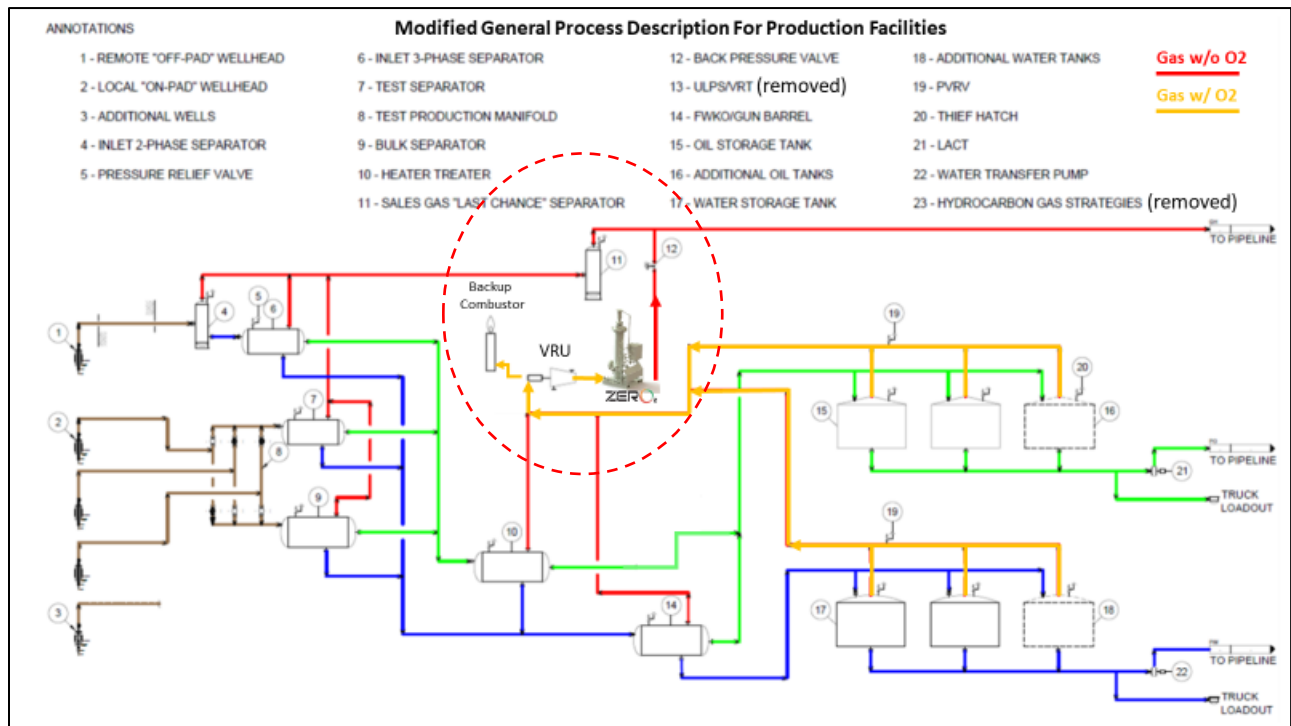 ANNOTATIONS
Modified General Process Description For Production Facilities
1 - REMOTE "OFF-PAD" WELLHEAD
2 - LOCAL "ON-PAD" WELLHEAD
3 - ADDITIONAL WELLS
4 - INLET 2-PHASE SEPARATOR
5 - PRESSURE RELIEF VALVE
6 - INLET 3-PHASE SEPARATOR
7 - TEST SEPARATOR
8 - TEST PRODUCTION MANIFOLD
9 - BULK SEPARATOR
10 - HEATER TREATER
11 - SALES GAS "LAST CHANCE" SEPARATOR
12 - BACK PRESSURE VALVE
13 - ULPS/VRT (removed)
14 - FWKO/GUN BARREL
15 - OIL STORAGE TANK
16 - ADDITIONAL OIL TANKS
17 - WATER STORAGE TANK
18 - ADDITIONAL WATER TANKS
19 - PVRV
20 - THIEF HATCH
21 - LACT
22 - WATER TRANSFER PUMP
23 - HYDROCARBON GAS STRATEGIES (removed)
Gas w/o O2
Gas w/ O2
TO PIPELINE
11
12
Backup
Combustor
VRU
ZERO
1
4
5
6
2
7
8
9
3
10
14
19
20
15
16
TO PIPELINE
21
TRUCK
LOADOUT
19
17
18
TO PIPELINE
22
TRUCK
LOADOUT